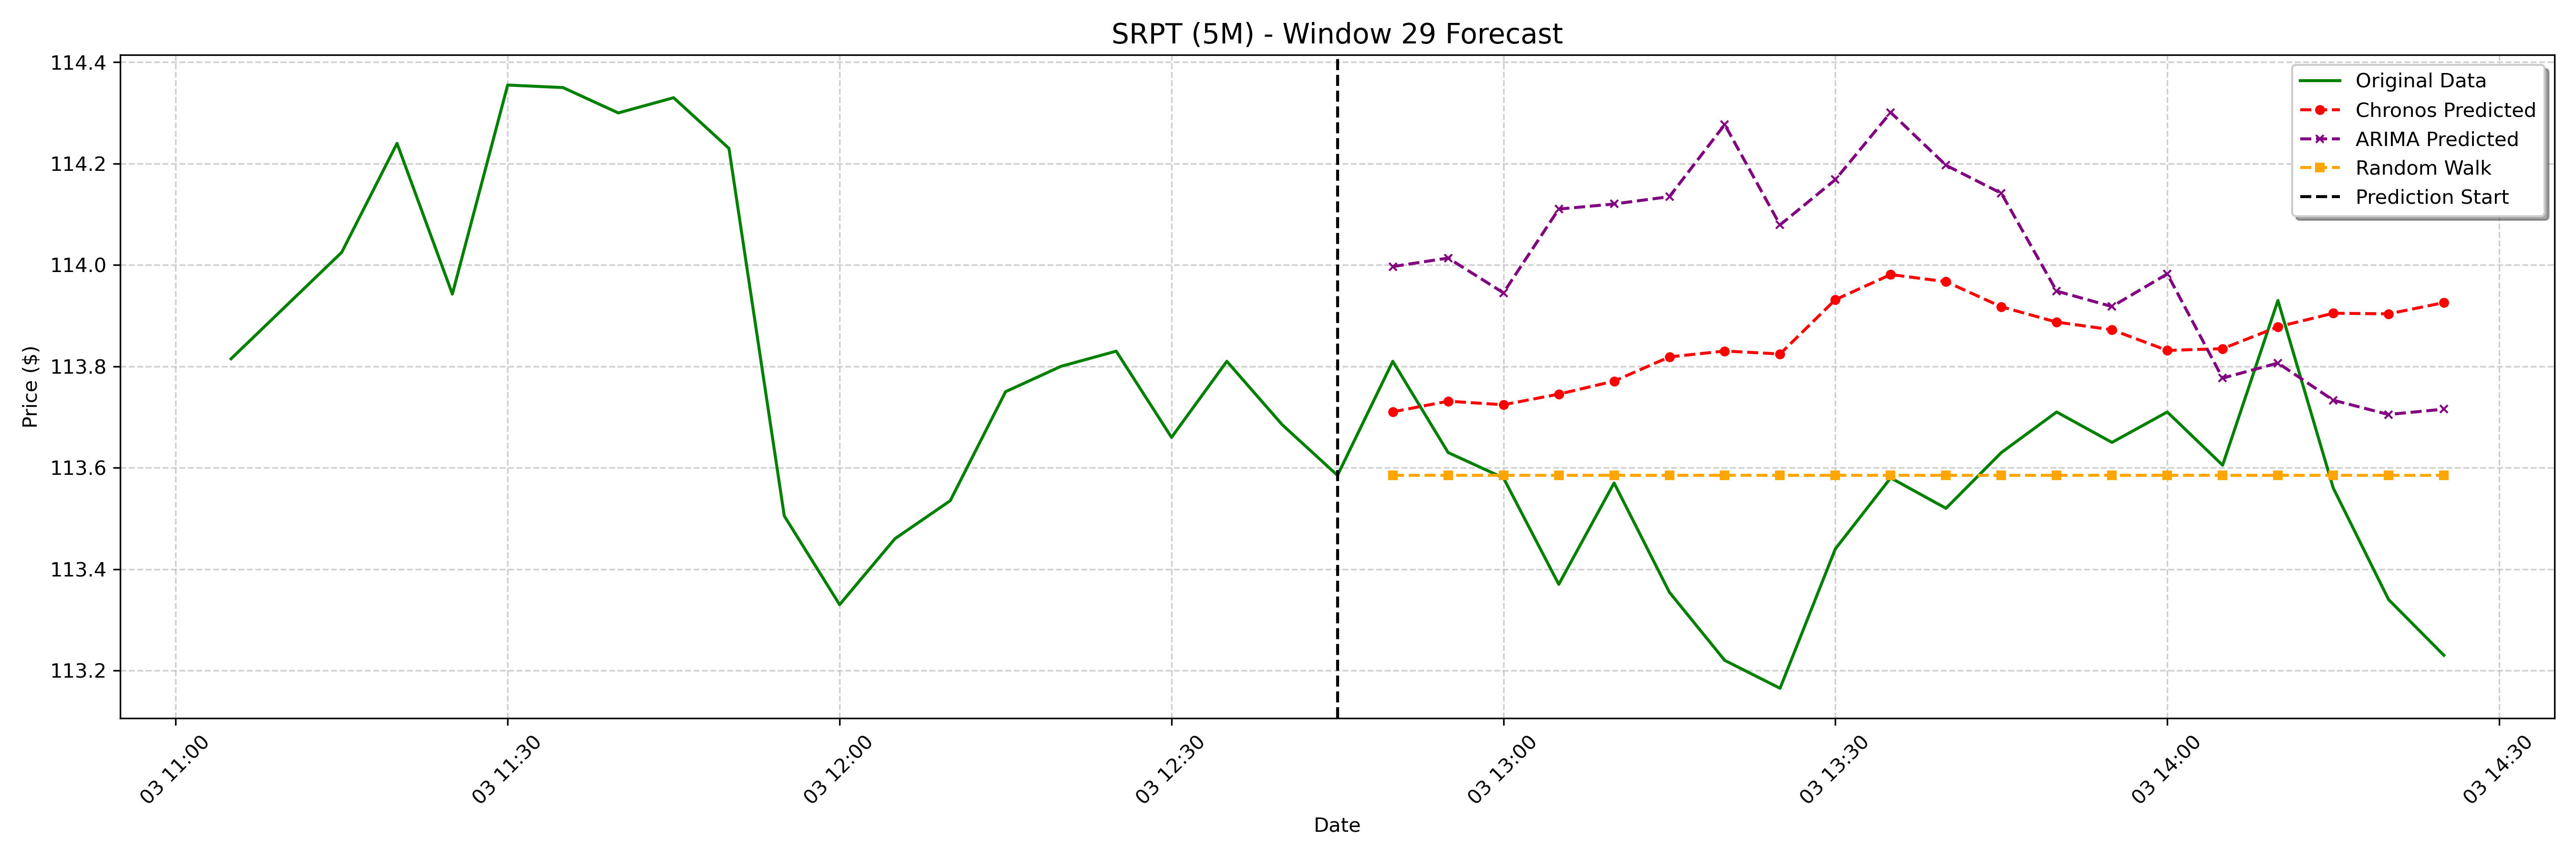 SRPT (5M) - Window 29 Forecast
Original Data
Chronos Predicted
ARIMA Predicted
Random Walk
Prediction Start
Price ($)
114.4
114.2
114.0
113.8
113.6
113.4
113.2
03 11:00
03 11:30
03 12:00
03 12:30
03 13:00
03 13:30
03 14:00
03 14:30
Date